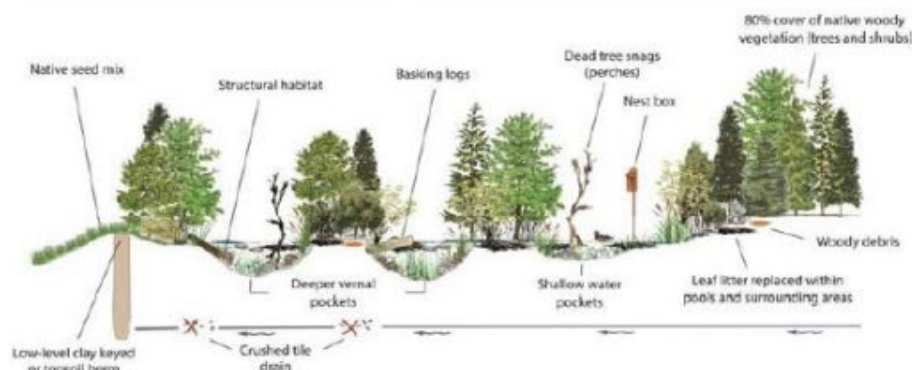 80% cover of native woody
vegetation (trees and shrubs)
Dead tree snags
(perches)
Native seed mix
Structural habitat
Basking logs
Nest box
Woody debris
Deeper vernal
pockets
Shallow water
pockets
Leaf litter replaced within
pools and surrounding areas
Low-level clay keyed
or topsoil berm
Crushed tile
drain